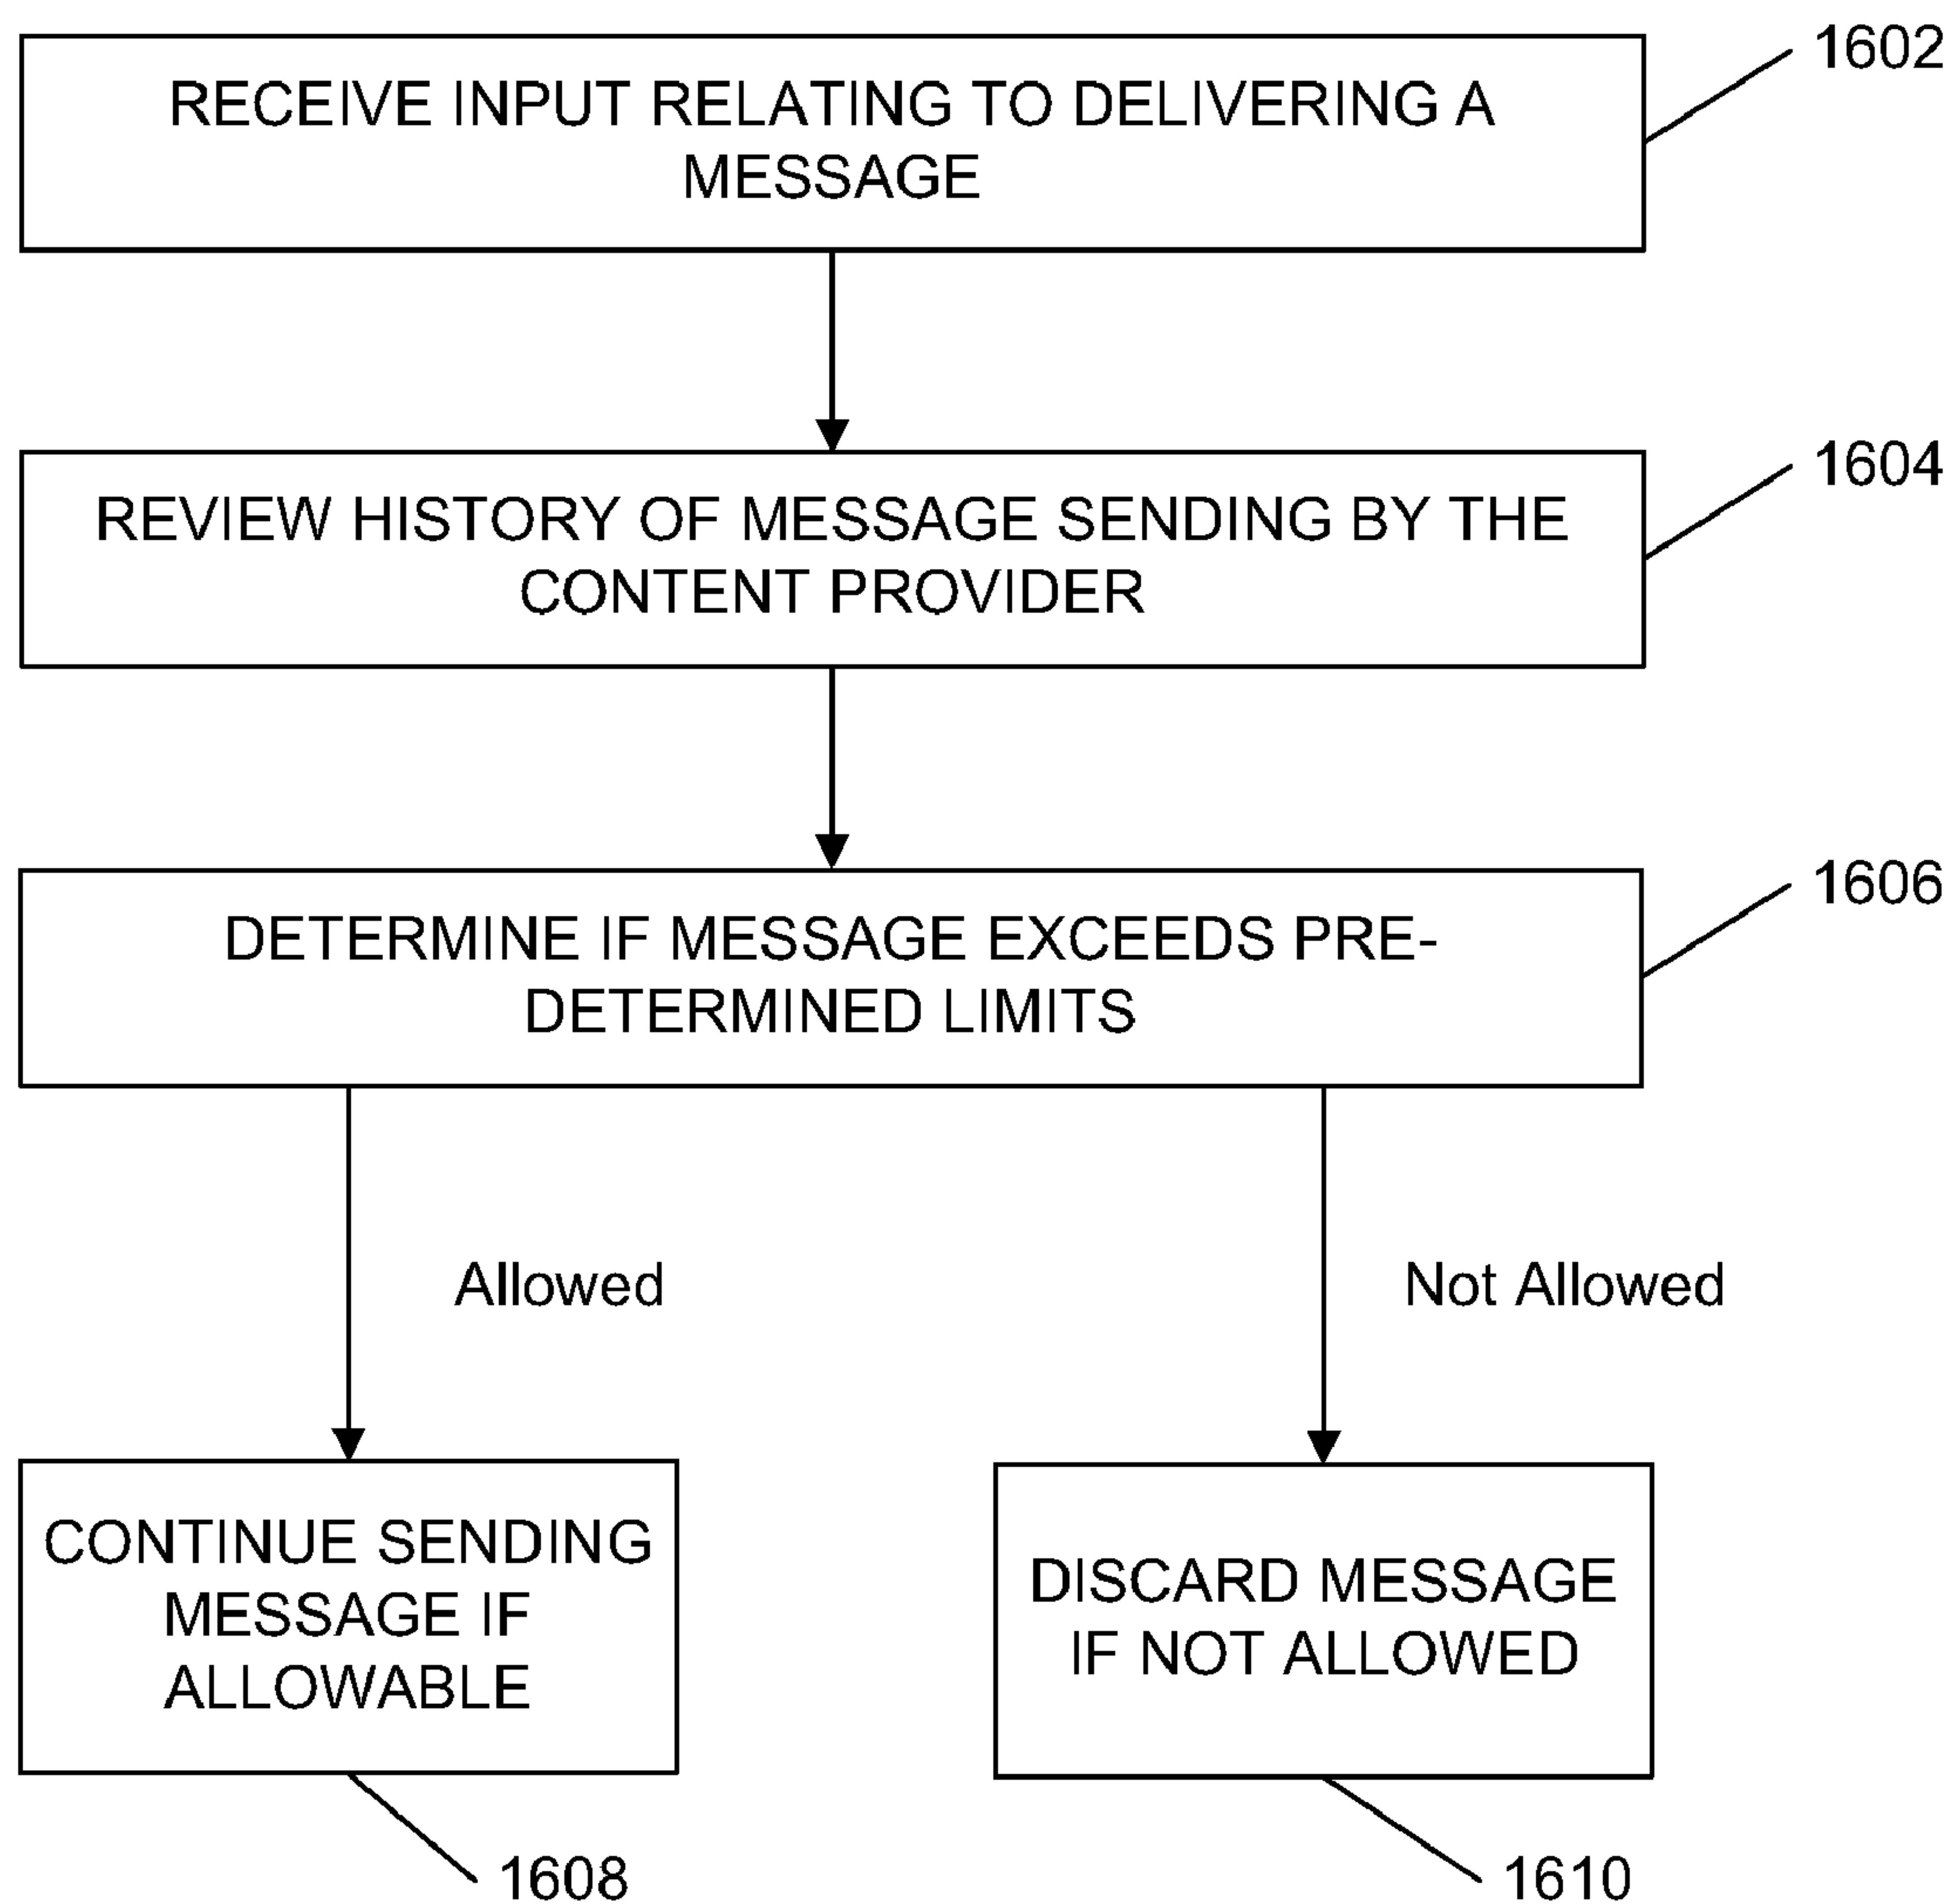 1602
RECEIVE INPUT RELATING TO DELIVERING A
MESSAGE
1604
REVIEW HISTORY OF MESSAGE SENDING BY THE
CONTENT PROVIDER
1606
DETERMINE IF MESSAGE EXCEEDS PRE-
DETERMINED LIMITS
Allowed
Not Allowed
CONTINUE SENDING
MESSAGE IF
ALLOWABLE
DISCARD MESSAGE
IF NOT ALLOWED
1608
1610